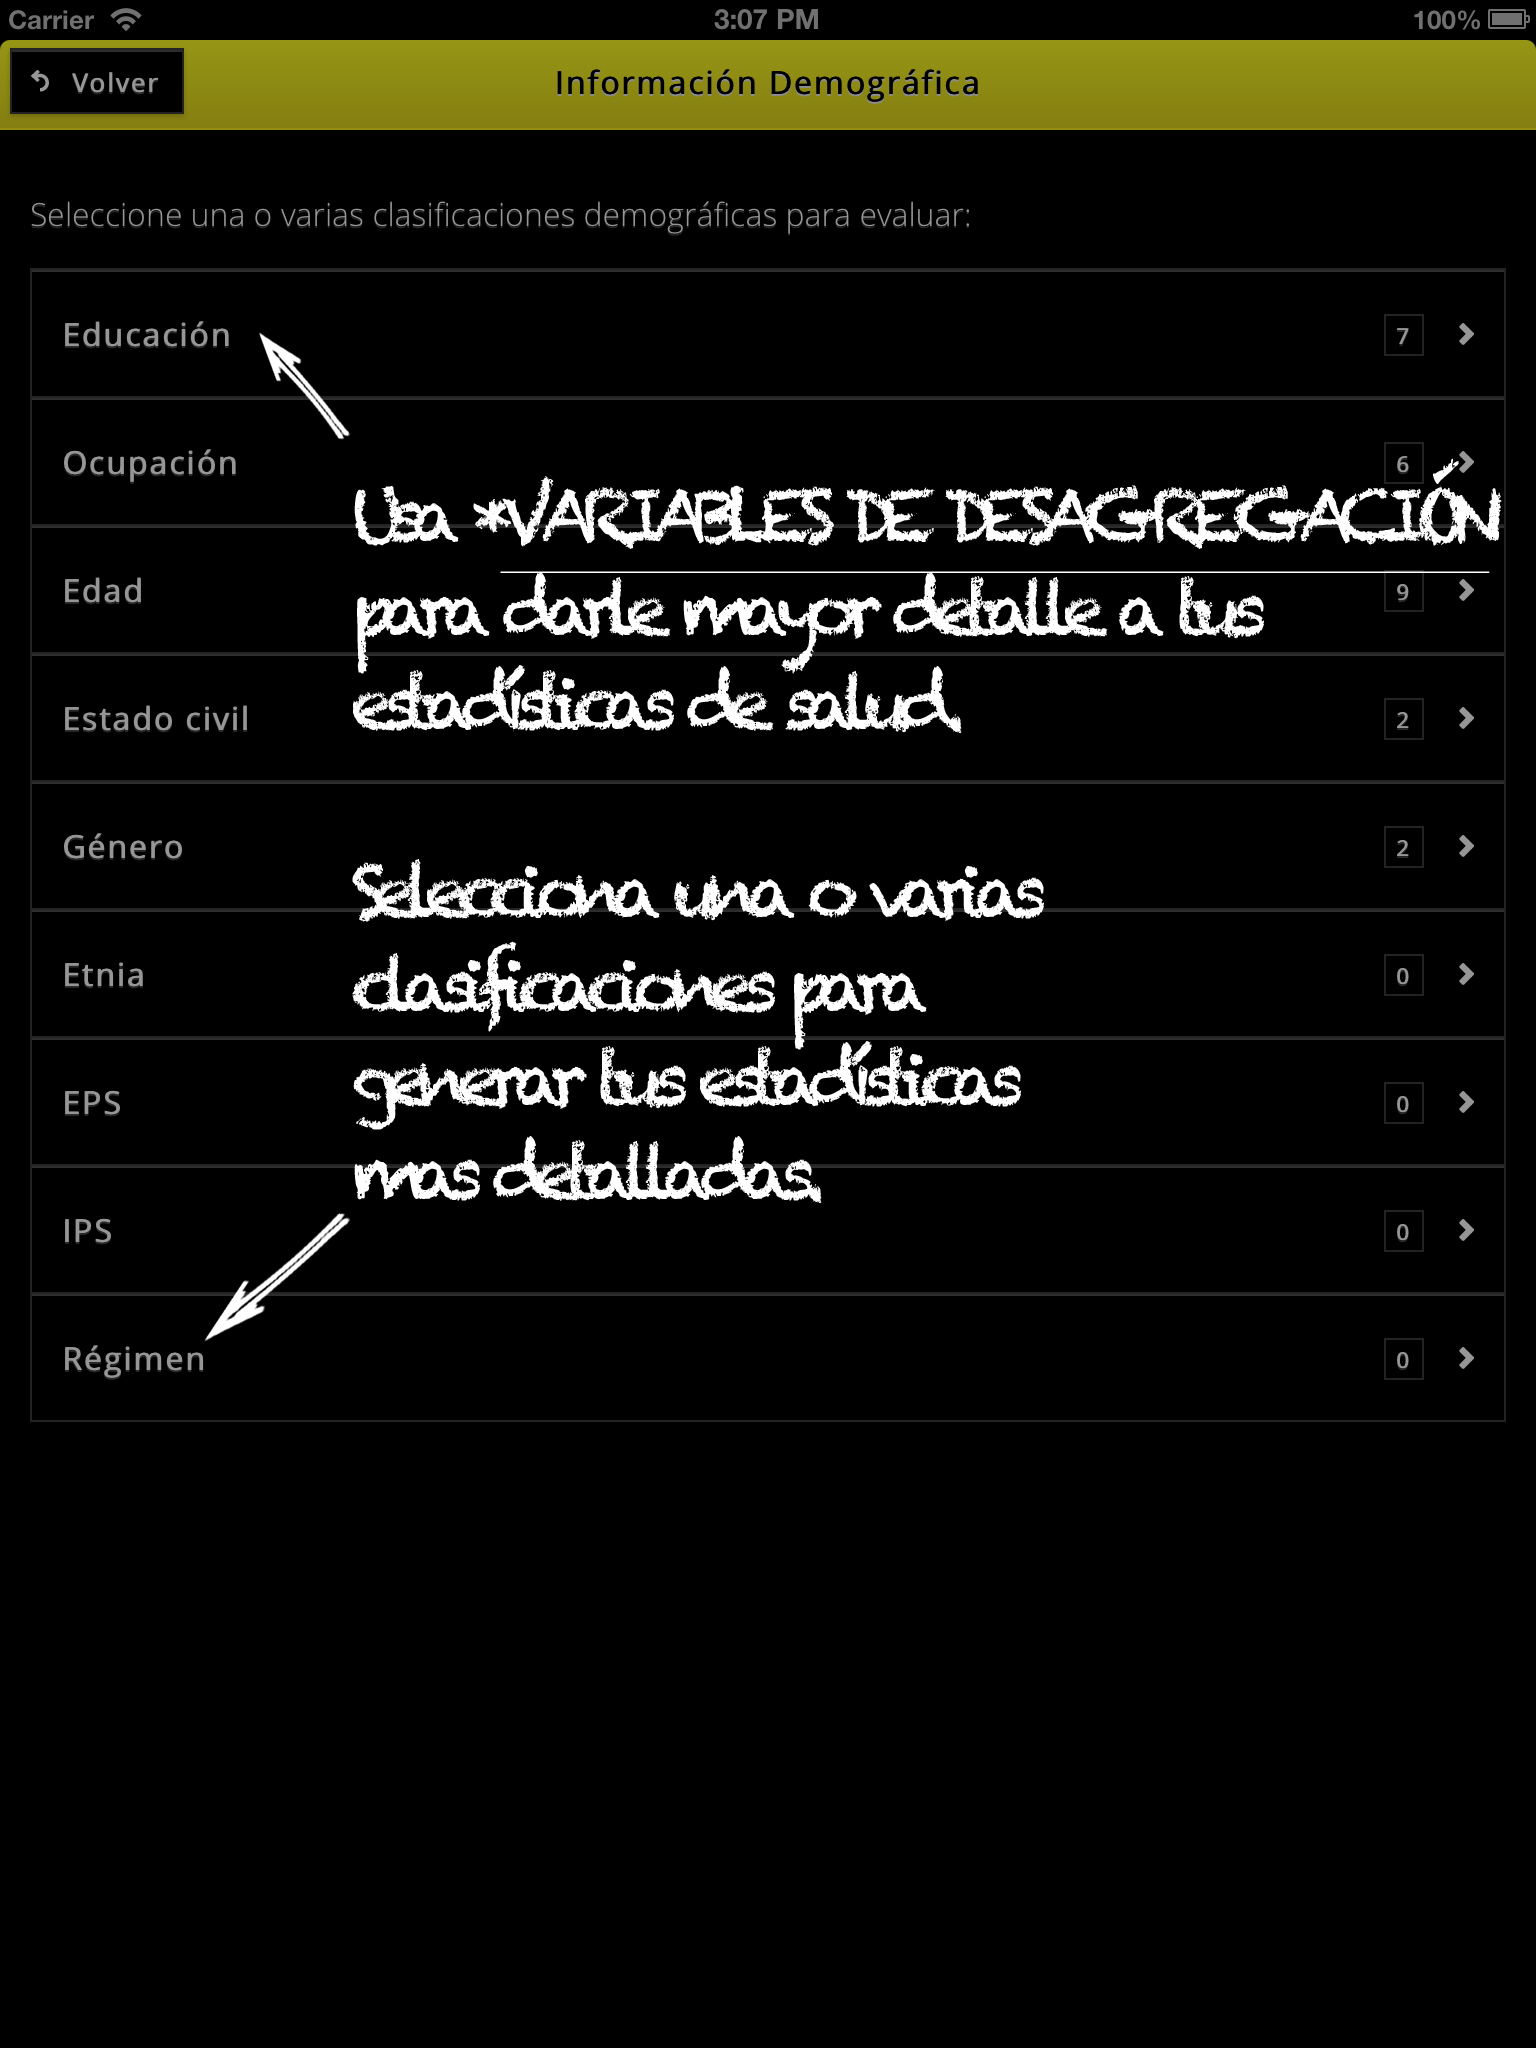 Carrier 3:07 PM 100%
Volver Información Demográfica
Seleccione una o varias clasificaciones demográficas para evaluar:
Educación 7
Ocupación 6
Usa *VARIABLES DE DESAGREGACIÓN
Edad 9
para darle mayor detalle a tus
estadísticas de salud.
Estado civil 2
Género 2
Selecciona una o varias
Etnia 0
clasificaciones para
generar tus estadísticas
EPS 0
mas detalladas.
IPS 0
Régimen 0